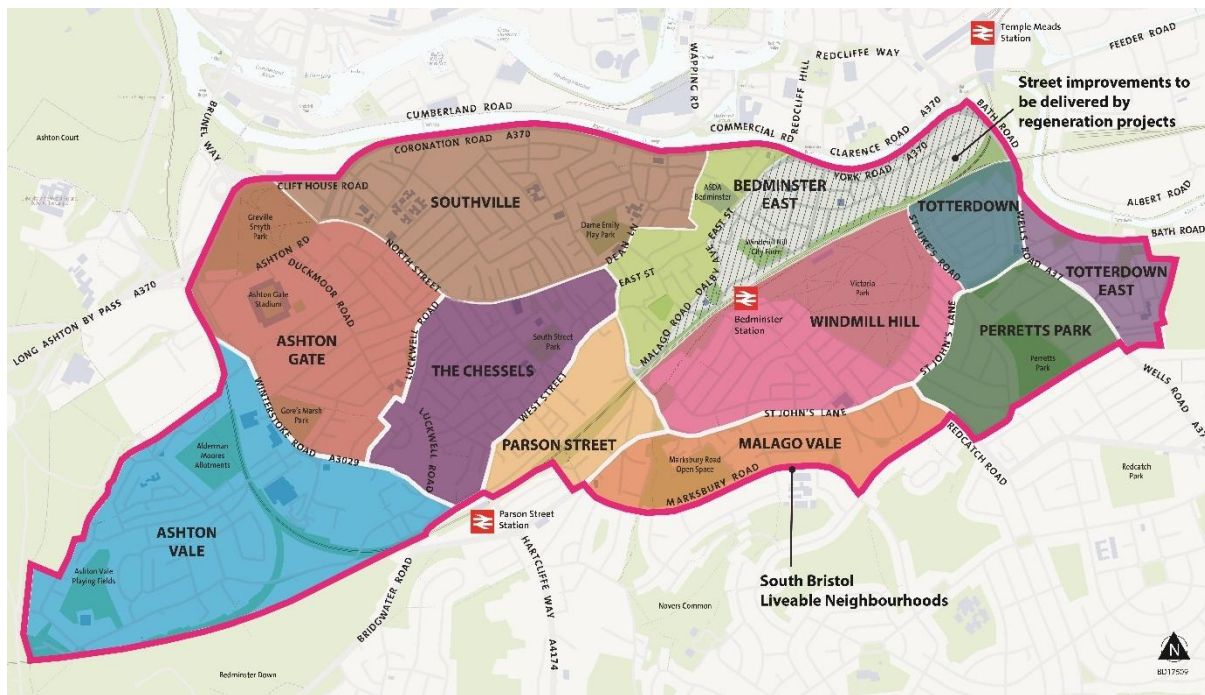 Temple Meads
Station
FEEDER ROAD
REDCLIFFE WAY
WAPPING RD
REDCLIFF HILL
Street improvements to
be delivered by
regeneration projects
BRUNEL WAY
CUMBERLAND ROAD
COMMERCIAL RD
CLARENCE ROAD A370
BATH ROAD
Ashton Court
CORONATION ROAD A370
YORK ROAD A370
CLIFT HOUSE ROAD
SOUTHVILLE
ASDA
Bedminster
BEDMINSTER
EAST
TOTTERDOWN
ALBERT ROAD
BATH ROAD
Greville
Smyth
Park
Dame Emily
Play Park
DEAN LN
EAST ST
DALBY AVE
Windmill Hill
City Farm
ST LUKE'S ROAD
WELLS ROAD A37
TOTTERDOWN
EAST
ASHTON RD
NORTH STREET
DUCKMOOR ROAD
EAST ST
LONG ASHTON BY PASS A370
Ashton Gate
Stadium
Victoria
Park
Bedminster
Station
WINDMILL HILL
MALAGO ROAD
ST JOHN'S LANE
PERRETTS PARK
ASHTON
GATE
LUCKWELL ROAD
South Street
Park
THE CHESSELS
Perretts
Park
WEST STREET
WELLS ROAD A37
Gore's Marsh
Park
LUCKWELL ROAD
ST JOHN'S LANE
REDCATCH ROAD
WINTERSTOKE ROAD A3029
PARSON STREET
MALAGO VALE
Alderman
Moores
Allotments
Marksbury Road
Open Space
MARKSBURY ROAD
Redcatch
Park
Parson Street
Station
ASHTON
VALE
HARTCLIFFE WAY A4174
BRIDGWATER ROAD
Ashton Vale
Playing Fields
South Bristol
Liveable Neighbourhoods
Novers Common
Bedminster Down
N
BD17509